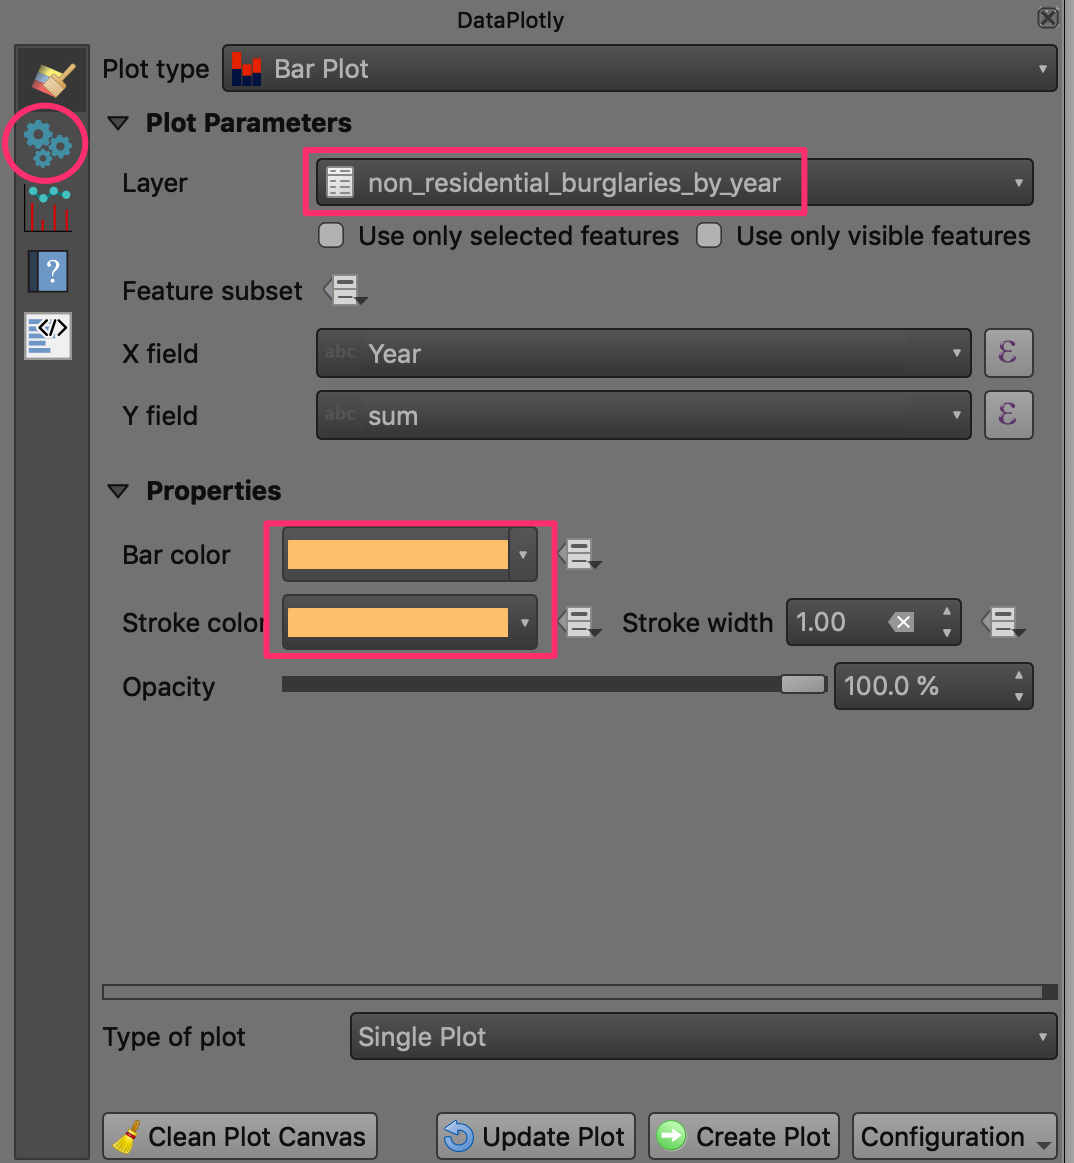 DataPlotly
Plot type Bar Plot
Plot Parameters
Layer non_residential_burglaries_by_year
Use only selected features Use only visible features
Feature subset
X field abc Year ε
Y field abc sum ε
Properties
Bar color
Stroke color Stroke width 1.00
Opacity 100.0 %
?
</>
Type of plot Single Plot
Clean Plot Canvas Update Plot Create Plot Configuration